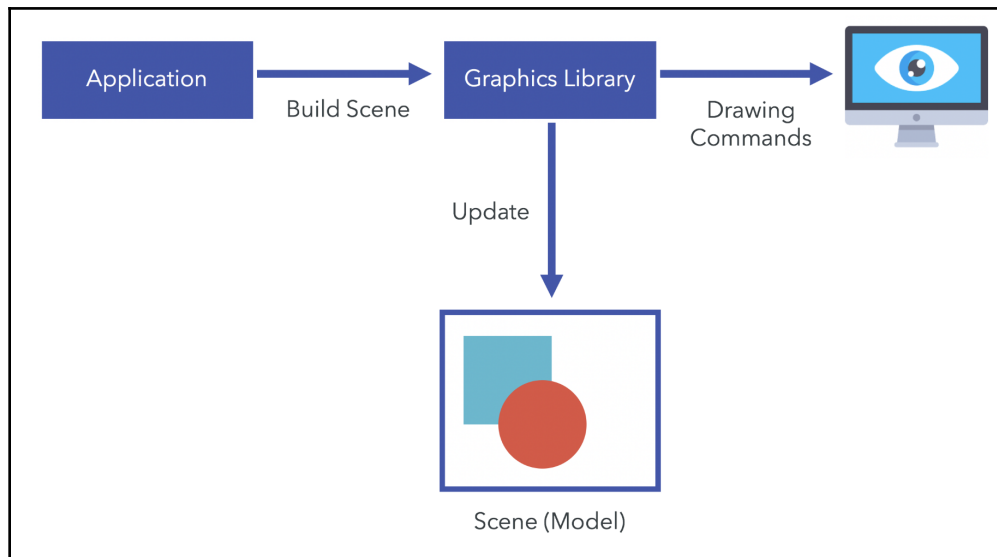 Application
Build Scene
Graphics Library
Drawing
Commands
Update
Scene (Model)